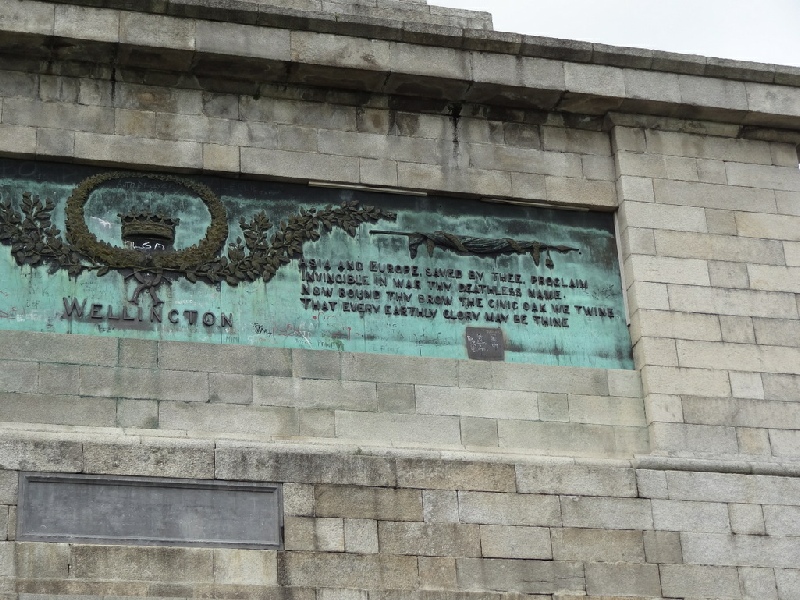 WELLINGTON
ASIA AND EUROPE, SAVED BY THEE, PROCLAIM
INVINCIBLE IN WAR THY DEATHLESS NAME,
NOW ROUND THY BROW THE CIVIC OAK WE TWINE
THAT EVERY EARTHLY GLORY MAY BE THINE